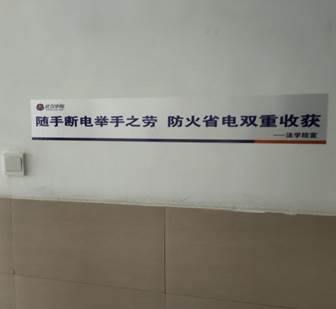 随手断电举手之劳 防火省电双重收获
——法学院宣